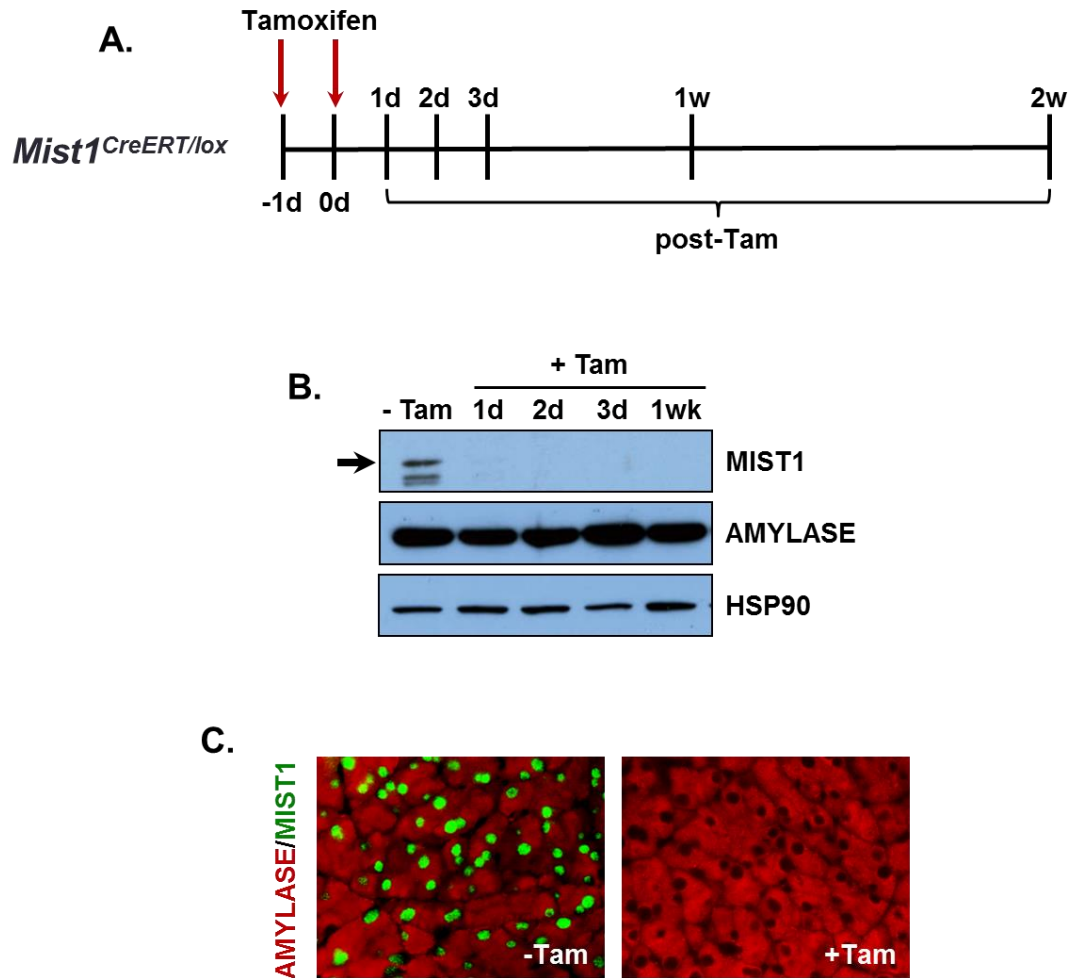 A.
Tamoxifen
1d 2d 3d 1w 2w
Mist1CreERT/lox
-1d 0d
post-Tam
B.
+ Tam
- Tam 1d 2d 3d 1wk
MIST1
AMYLASE
HSP90
C.
AMYLASE/MIST1
-Tam
+Tam